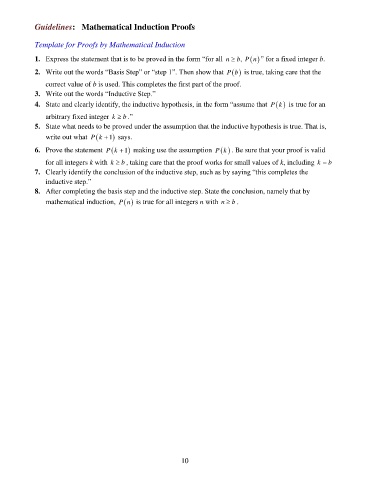 Guidelines:   Mathematical Induction Proofs
Template for Proofs by Mathematical Induction
1. Express the statement that is to be proved in the form “for all n ≥ b, P(n)” for a fixed integer b.
2. Write out the words “Basis Step” or “step 1”. Then show that P(b) is true, taking care that the
correct value of b is used. This completes the first part of the proof.
3. Write out the words “Inductive Step.”
4. State and clearly identify, the inductive hypothesis, in the form “assume that P(k) is true for an
arbitrary fixed integer k ≥ b.”
5. State what needs to be proved under the assumption that the inductive hypothesis is true. That is,
write out what P(k+1) says.
6. Prove the statement P(k+1) making use the assumption P(k). Be sure that your proof is valid
for all integers k with k ≥ b, taking care that the proof works for small values of k, including k = b
7. Clearly identify the conclusion of the inductive step, such as by saying “this completes the
inductive step.”
8. After completing the basis step and the inductive step. State the conclusion, namely that by
mathematical induction, P(n) is true for all integers n with n ≥ b.
10